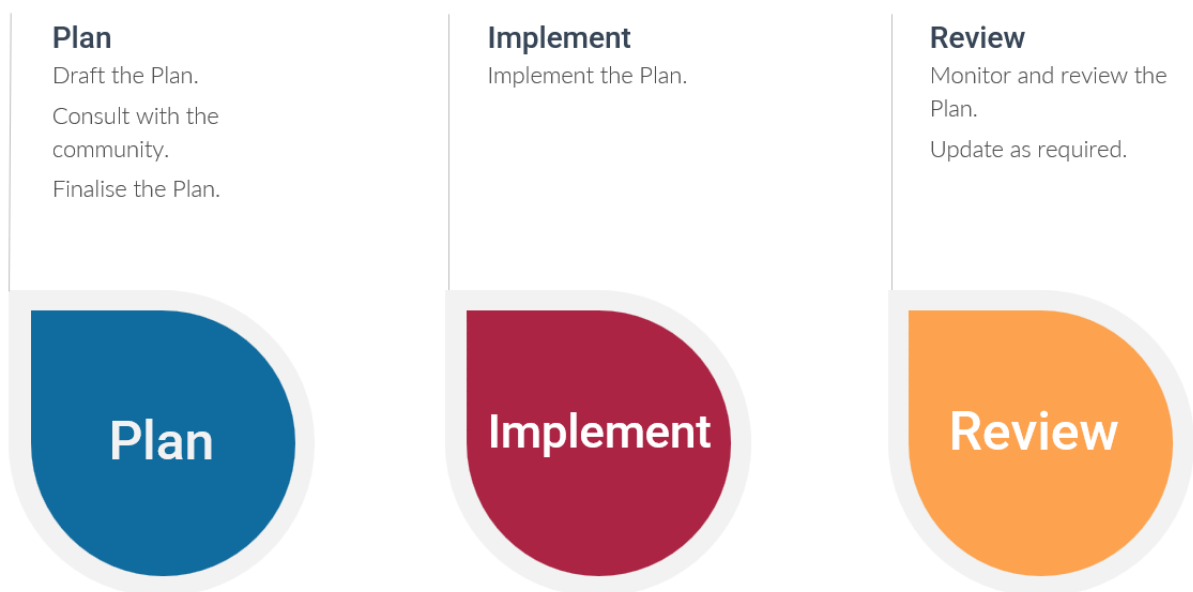 Plan
Draft the Plan.
Consult with the
community.
Finalise the Plan.
Implement
Implement the Plan.
Review
Monitor and review the
Plan.
Update as required.
Plan
Implement
Review